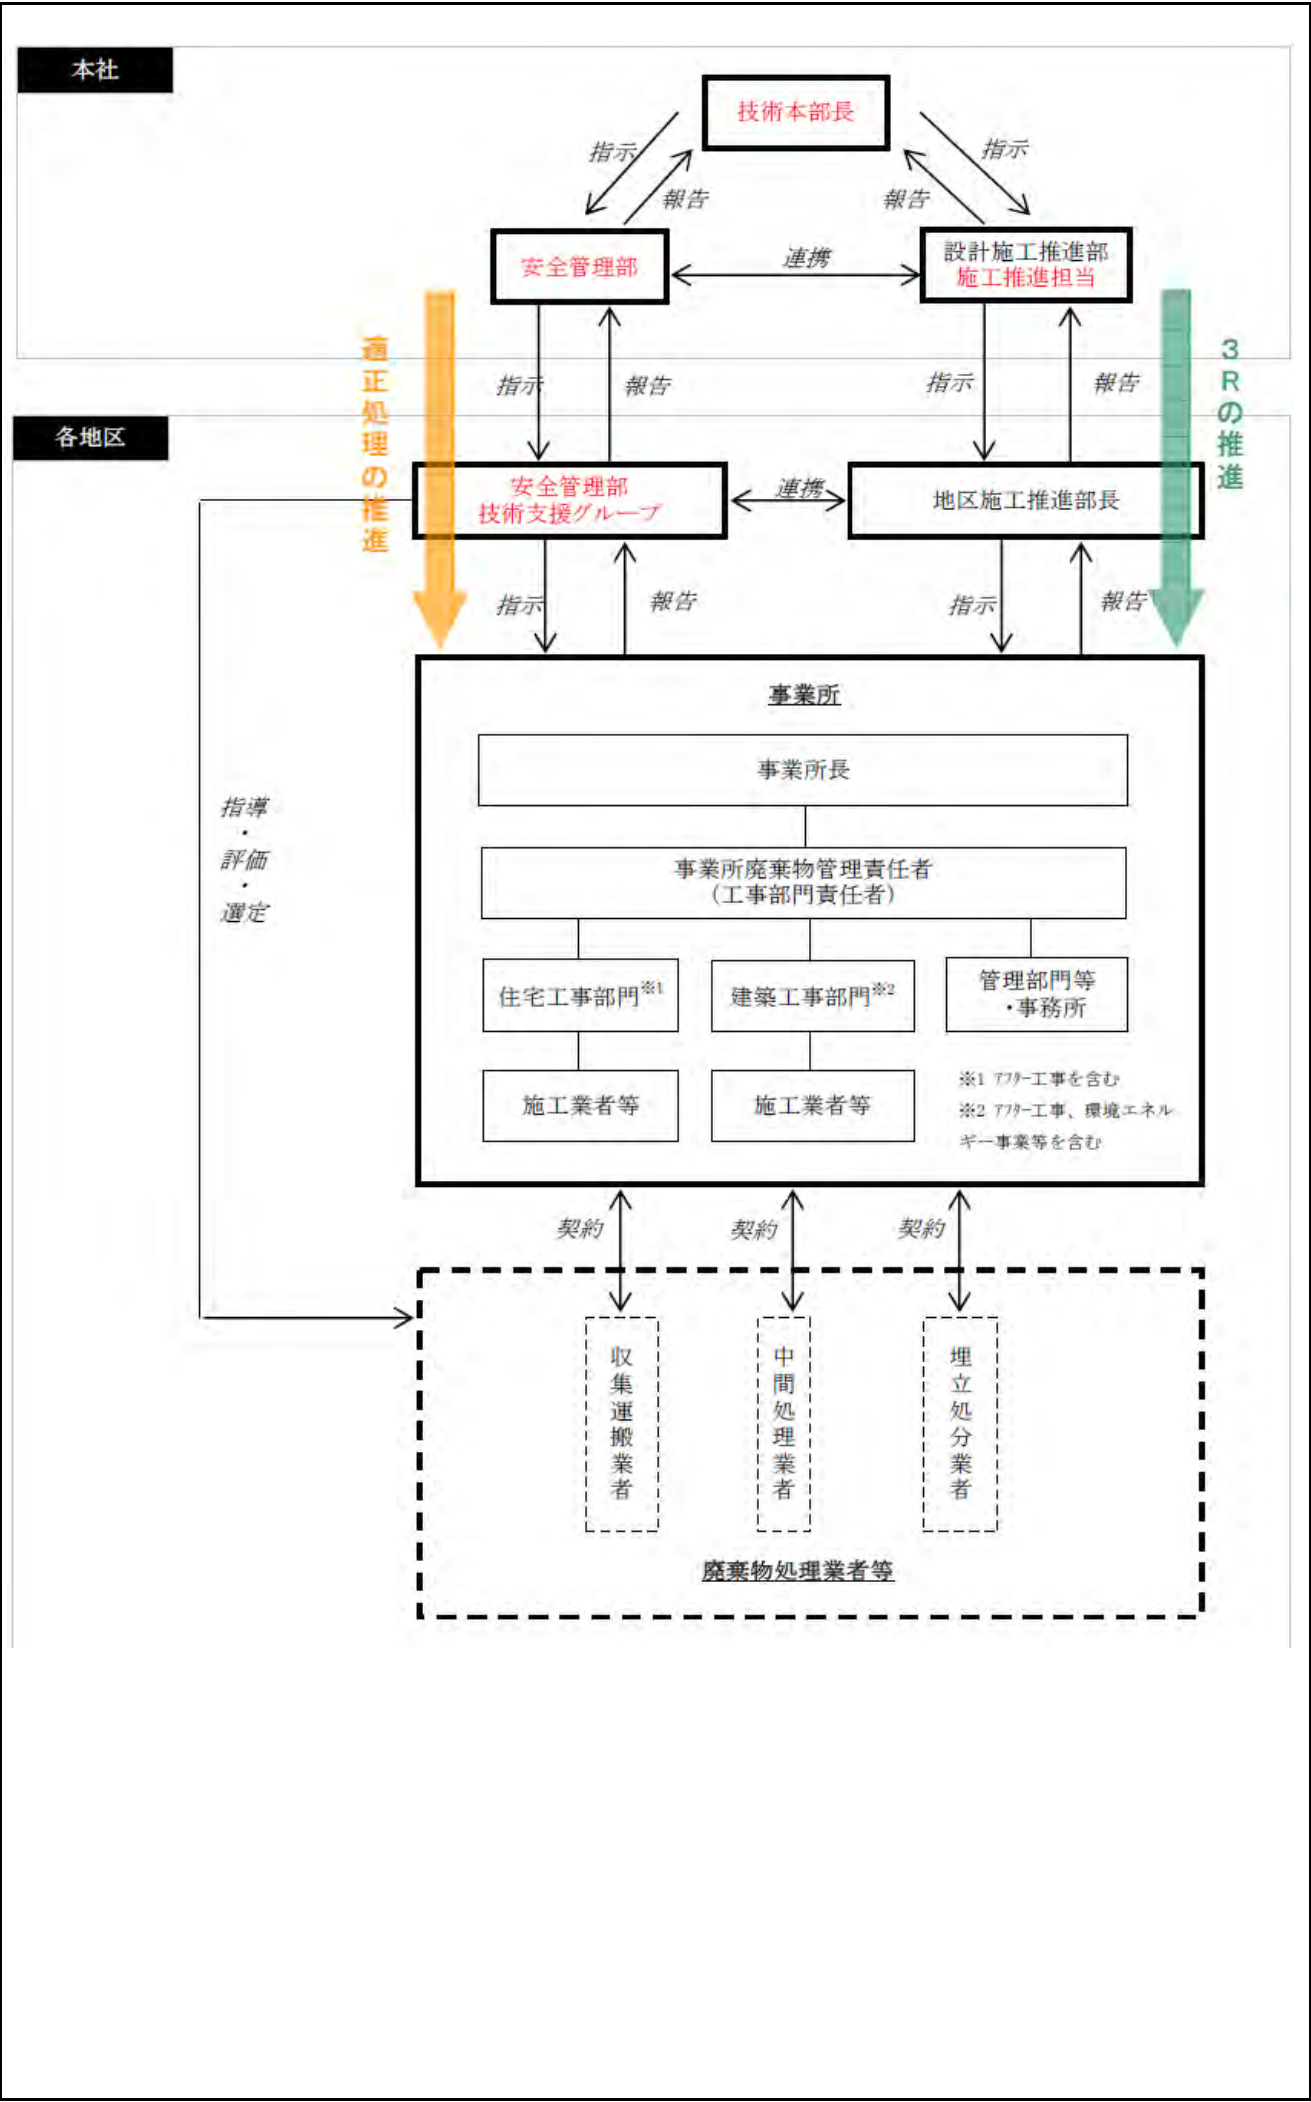 本社
技術本部長
指示
指示
報告
報告
安全管理部
連携
設計施工推進部
施工推進担当
適正処理の推進
3Rの推進
指示
報告
指示
報告
各地区
安全管理部
技術支援グループ
連携
地区施工推進部長
指示
報告
指示
報告
事業所
事業所長
事業所廃棄物管理責任者
(工事部門責任者)
住宅工事部門※1
建築工事部門※2
管理部門等
・事務所
施工業者等
施工業者等
※1 ｱﾌﾀｰ工事を含む
※2 ｱﾌﾀｰ工事、環境エネル
ギー事業等を含む
指導
・
評価
・
選定
契約
契約
契約
収集運搬業者
中間処理業者
埋立処分業者
廃棄物処理業者等